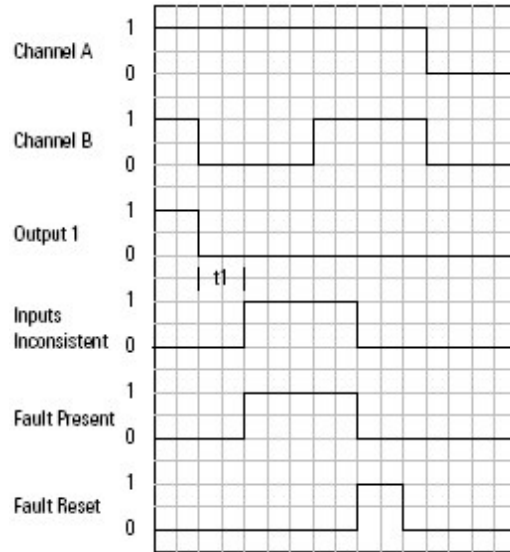 1
Channel A
0
1
Channel B
0
1
Output 1
0
t1
1
Inputs
Inconsistent 0
1
Fault Present
0
1
Fault Reset
0